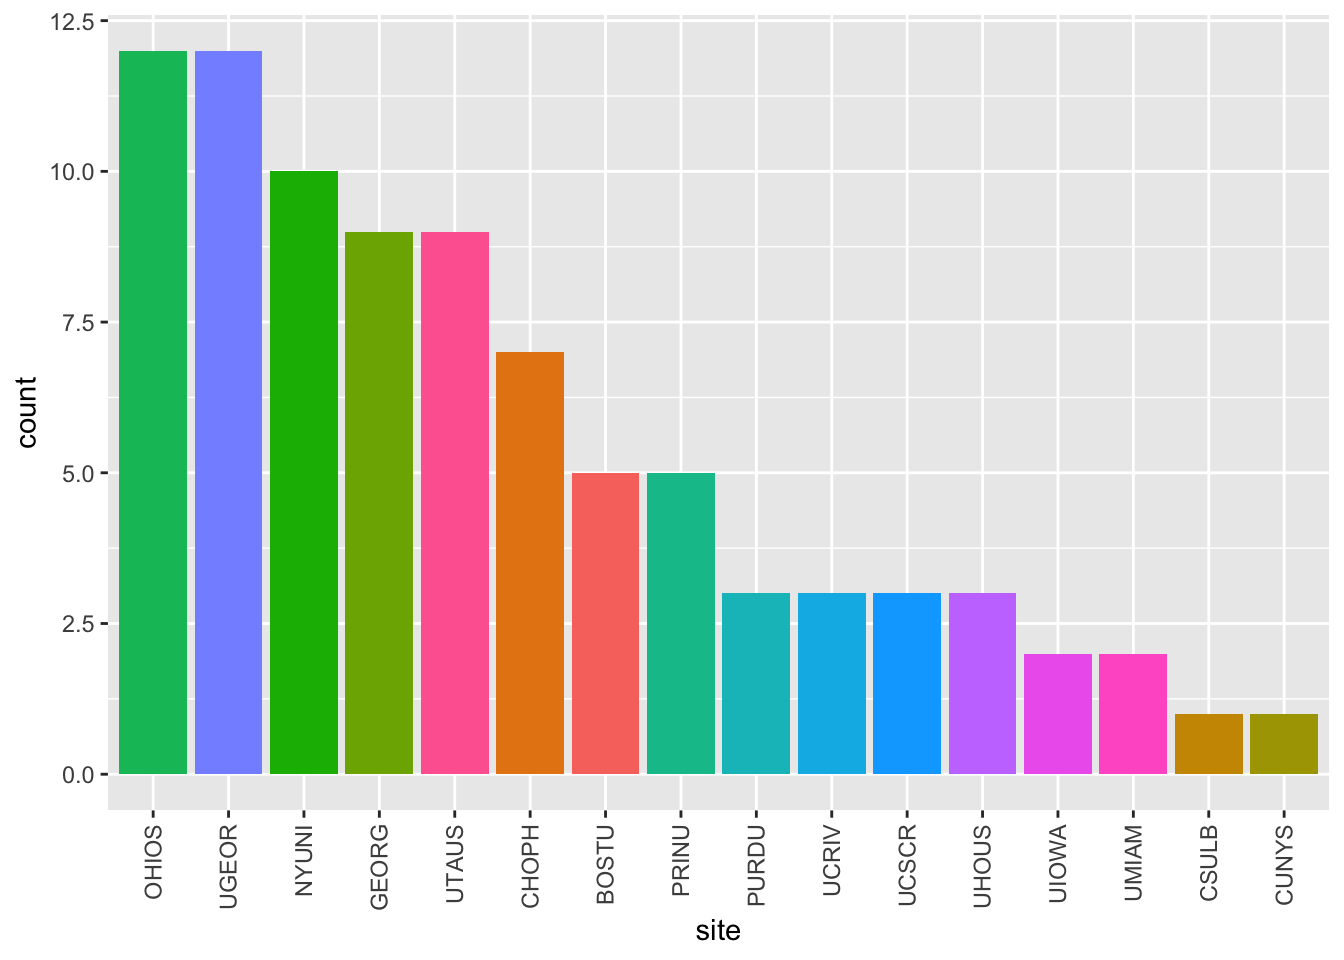 12.5
10.0
7.5
5.0
2.5
0.0
count
OHIOS
UGEOR
NYUNI
GEORG
UTAUS
CHOPH
BOSTU
PRINU
PURDU
UCRIV
UCSCR
UHOUS
UIOWA
UMIAM
CSULB
CUNYS
site